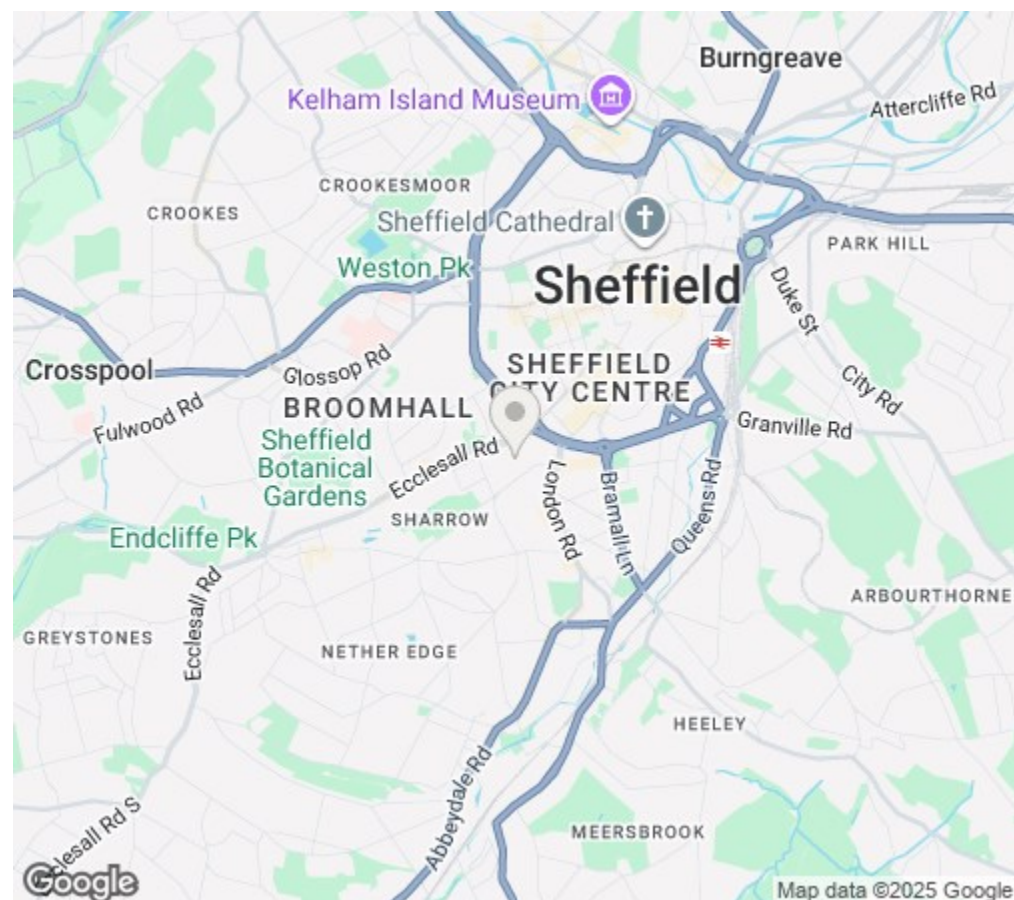 Burngreave
Kelham Island Museum
Attercliffe Rd
CROOKESMOOR
CROOKES
Sheffield Cathedral
PARK HILL
Weston Pk
Sheffield
Duke St
Crosspool
Glossop Rd
SHEFFIELD
CITY CENTRE
City Rd
BROOMHALL
Fulwood Rd
Granville Rd
Sheffield
Botanical
Gardens
Ecclesall Rd
London Rd
Bramall Ln
Queens Rd
SHARROW
Endcliffe Pk
Ecclesall Rd
ARBOURTHORNE
GREYSTONES
NETHER EDGE
HEELEY
Abbeydale Rd
Ecclesall Rd S
MEERSBROOK
Google
Map data ©2025 Google